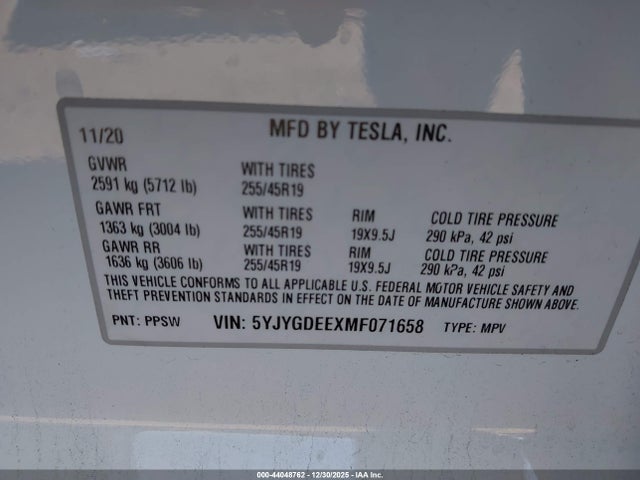 11/20 MFD BY TESLA, INC.
GVWR WITH TIRES
2591 kg (5712 lb) 255/45R19
GAWR FRT WITH TIRES RIM COLD TIRE PRESSURE
1363 kg (3004 lb) 255/45R19 19X9.5J 290 kPa, 42 psi
GAWR RR WITH TIRES RIM COLD TIRE PRESSURE
1636 kg (3606 lb) 255/45R19 19X9.5J 290 kPa, 42 psi
THIS VEHICLE CONFORMS TO ALL APPLICABLE U.S. FEDERAL MOTOR VEHICLE SAFETY AND
THEFT PREVENTION STANDARDS IN EFFECT ON THE DATE OF MANUFACTURE SHOWN ABOVE.
PNT: PPSW VIN: 5YJYGDEEXMF071658 TYPE: MPV
000-44048762 - 12/30/2025 - IAAI Inc.